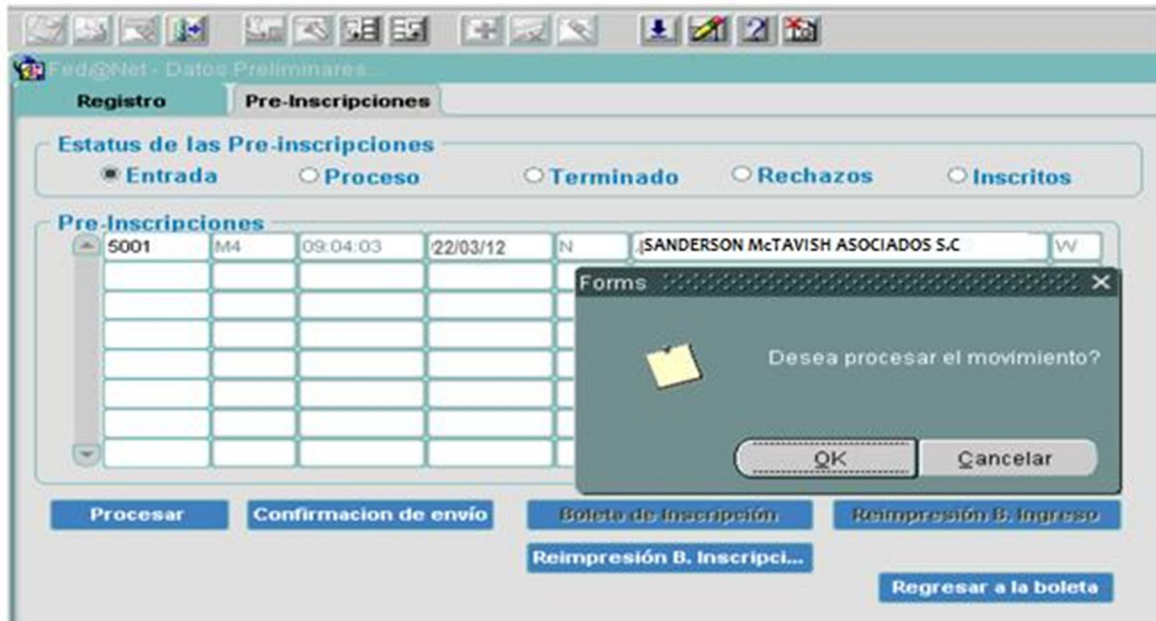 Fed@Net - Datos Preliminares...
Registro
Pre-Inscripciones
Estatus de las Pre-inscripciones
Entrada
Proceso
Terminado
Rechazos
Inscritos
Pre-Inscripciones
5001 M4 09:04:03 22/03/12 N SANDERSON McTAVISH ASOCIADOS S.C W
Forms
Desea procesar el movimiento?
OK
Cancelar
Procesar
Confirmacion de envío
Boleta de Inscripción
Reimpresión B. Ingreso
Reimpresión B. Inscripci...
Regresar a la boleta